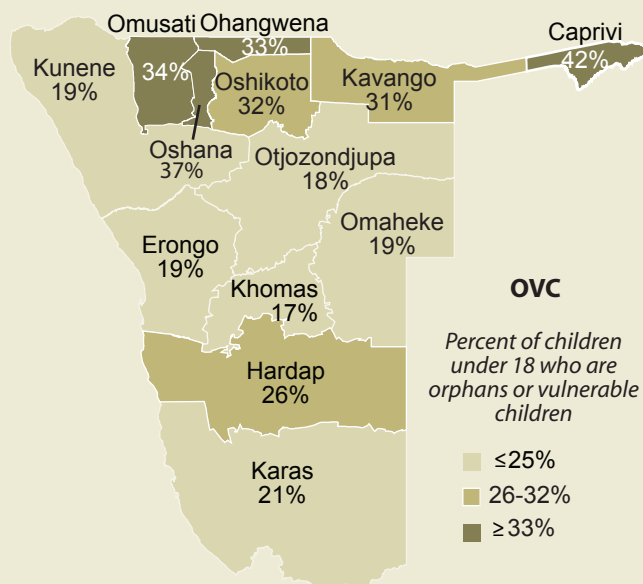 Omusati
Ohangwena
33%
Caprivi
42%
Kunene
19%
34%
Oshikoto
32%
Kavango
31%
Oshana
37%
Otjozondjupa
18%
Omaheke
19%
Erongo
19%
Khomas
17%
Hardap
26%
Karas
21%
OVC
Percent of children
under 18 who are
orphans or vulnerable
children
≤25%
26-32%
≥33%